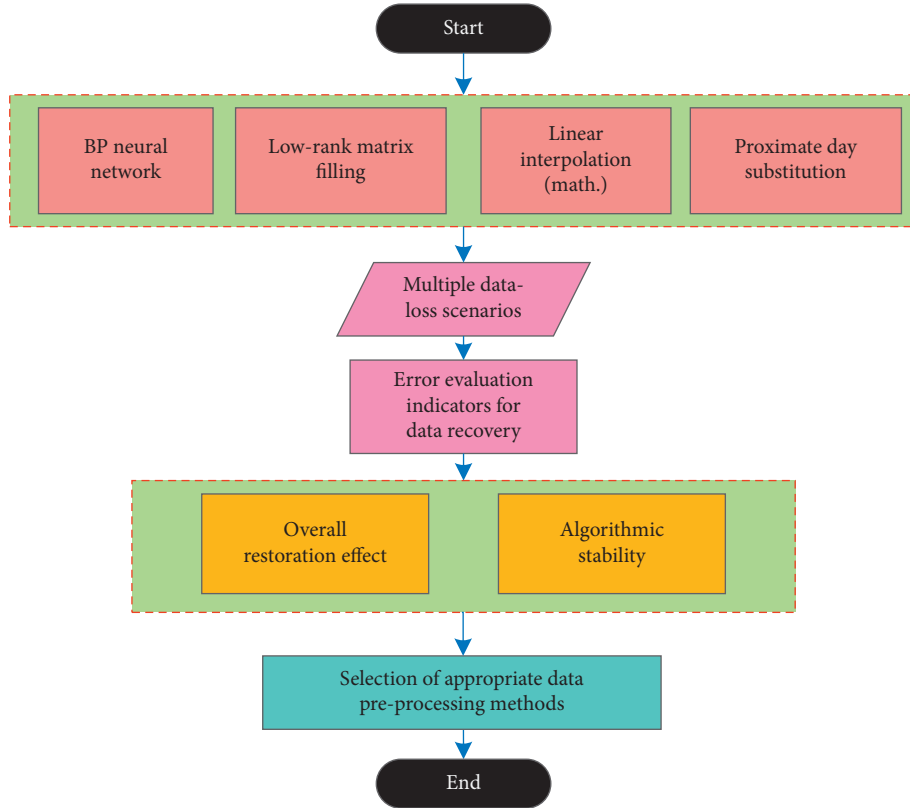 Start
BP neural
network
Low-rank matrix
filling
Linear
interpolation
(math.)
Proximate day
substitution
Multiple data-
loss scenarios
Error evaluation
indicators for
data recovery
Overall
restoration effect
Algorithmic
stability
Selection of appropriate data
pre-processing methods
End